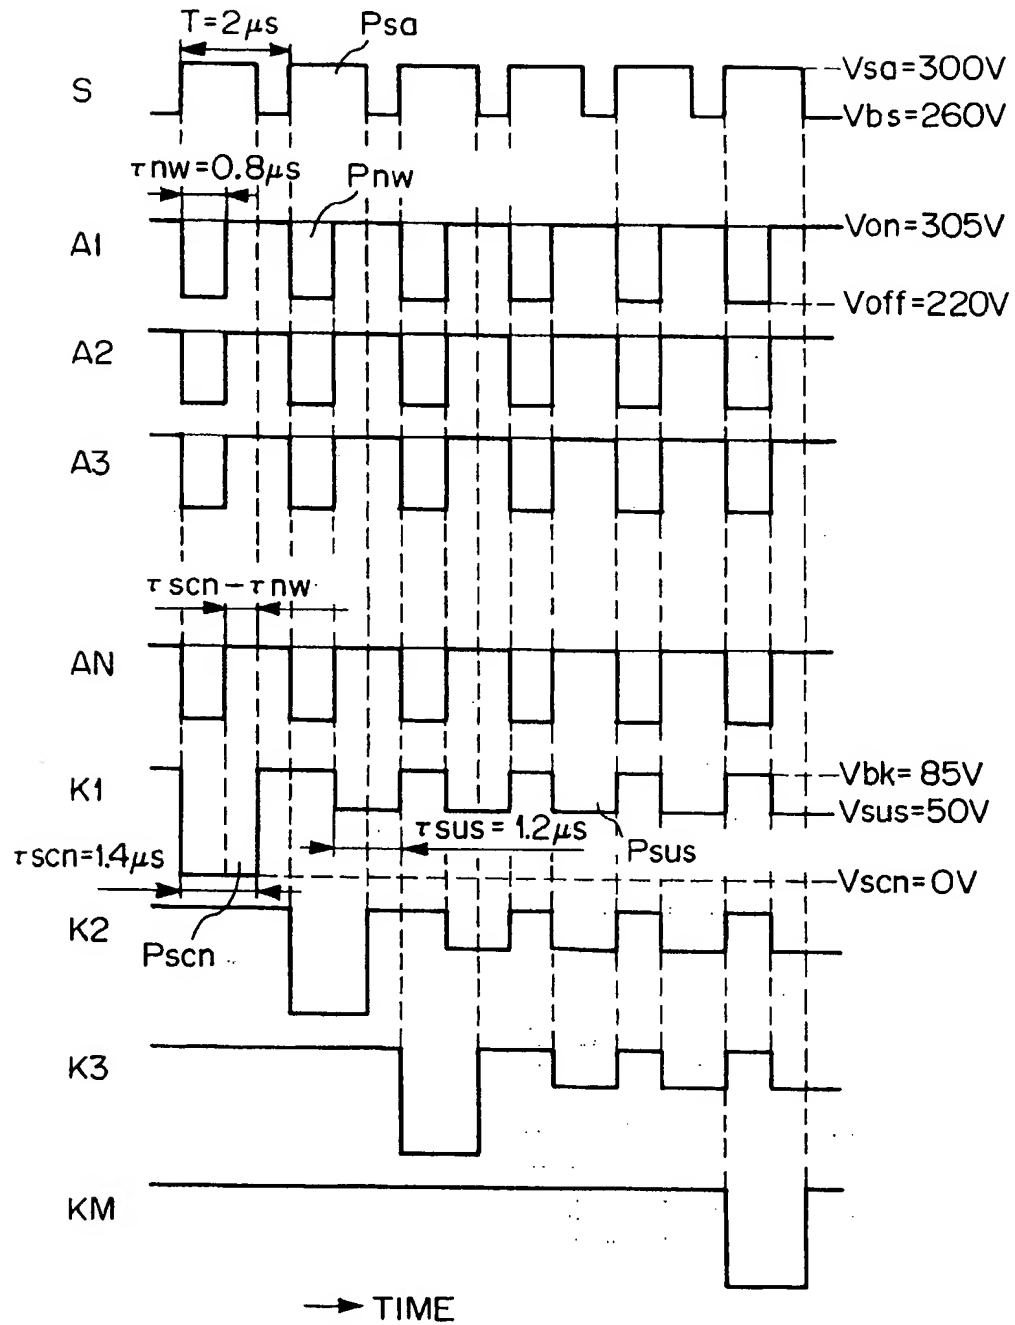 T=2μs
Psa
S
Vsa=300V
Vbs=260V
τnw=0.8μs
Pnw
A1
Von=305V
Voff=220V
A2
A3
τscn-τnw
AN
K1
Vbk=85V
Vsus=50V
τsus=1.2μs
Psus
τscn=1.4μs
Vscn=0V
K2
Pscn
K3
KM
TIME